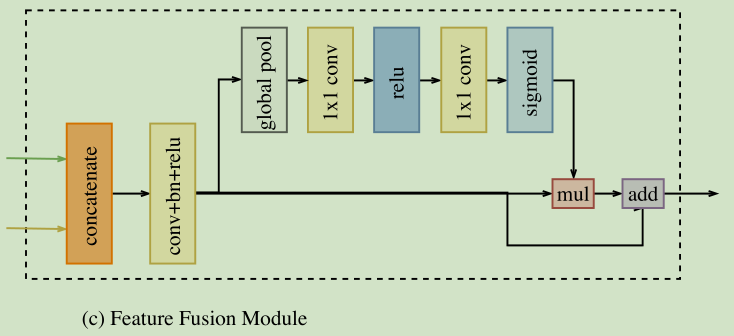 global pool
1x1 conv
relu
1x1 conv
sigmoid
concatenate
conv+bn+relu
mul
add
(c) Feature Fusion Module